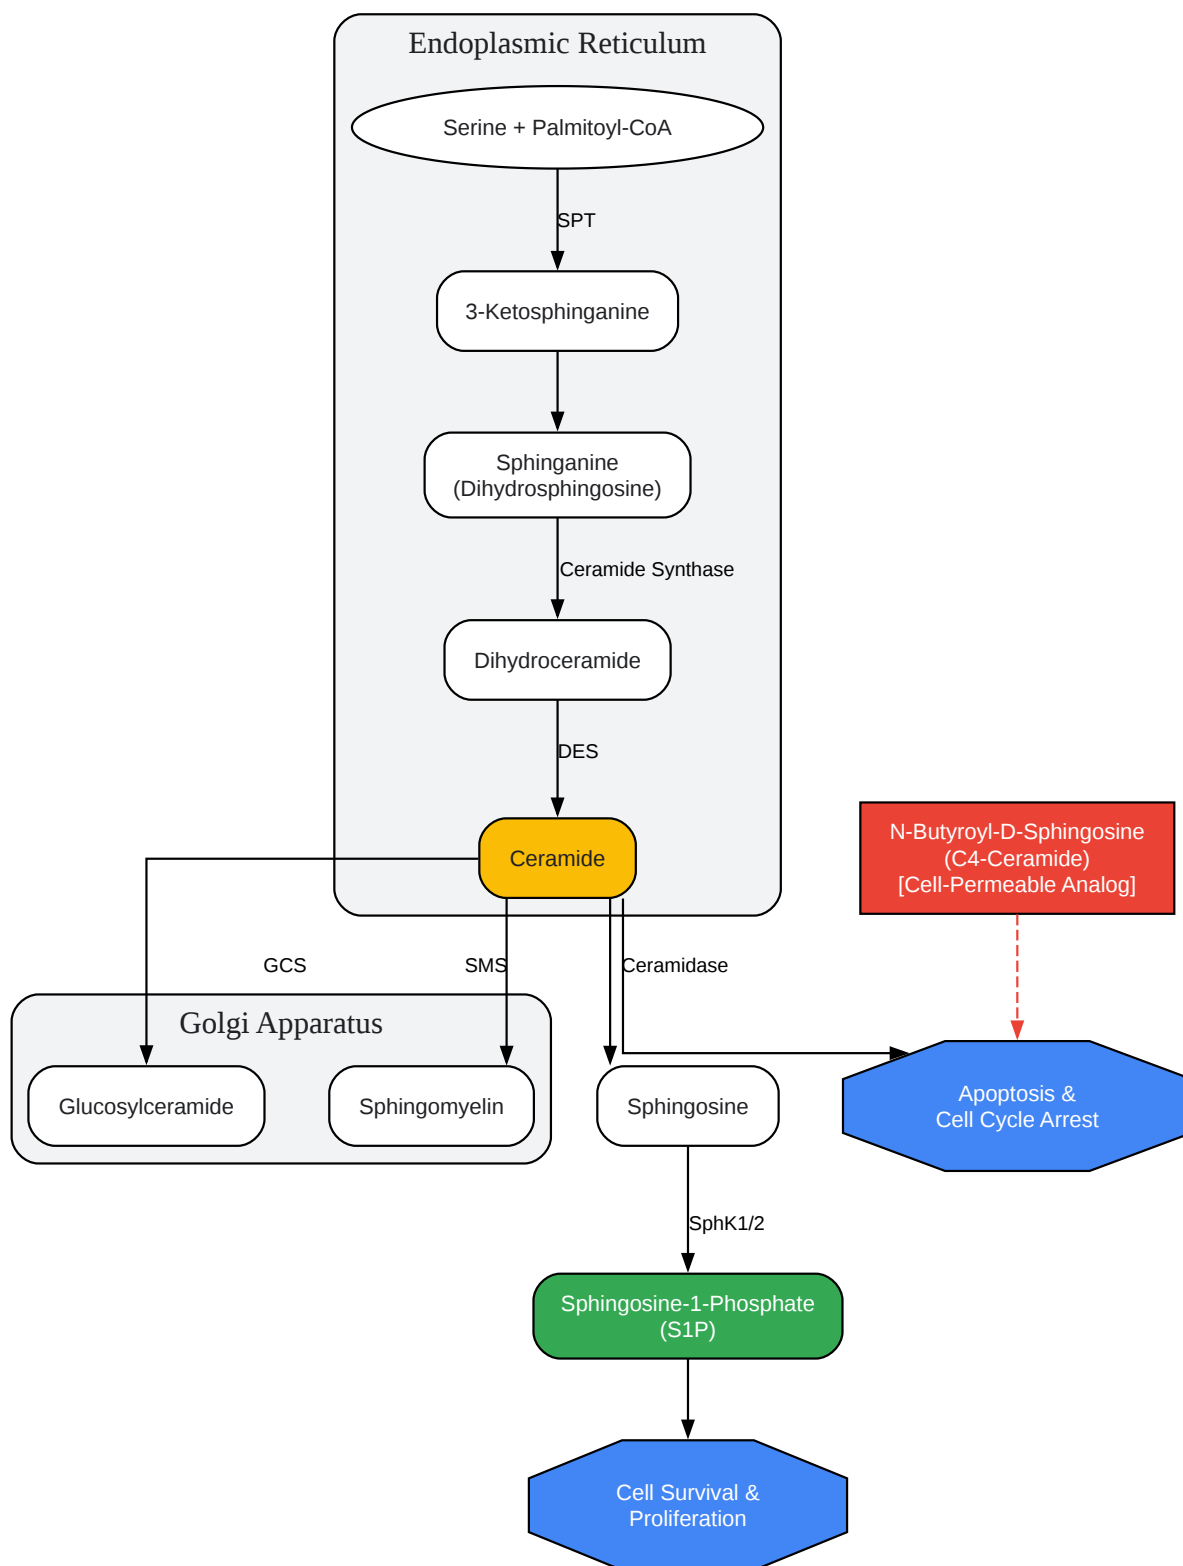 Endoplasmic Reticulum
Serine + Palmitoyl-CoA
SPT
3-Ketosphinganine
Sphinganine
(Dihydrosphingosine)
Ceramide Synthase
Dihydroceramide
DES
Ceramide
N-Butyroyl-D-Sphingosine
(C4-Ceramide)
[Cell-Permeable Analog]
GCS
SMS
Ceramidase
Golgi Apparatus
Glucosylceramide
Sphingomyelin
Sphingosine
Apoptosis &
Cell Cycle Arrest
SphK1/2
Sphingosine-1-Phosphate
(S1P)
Cell Survival &
Proliferation